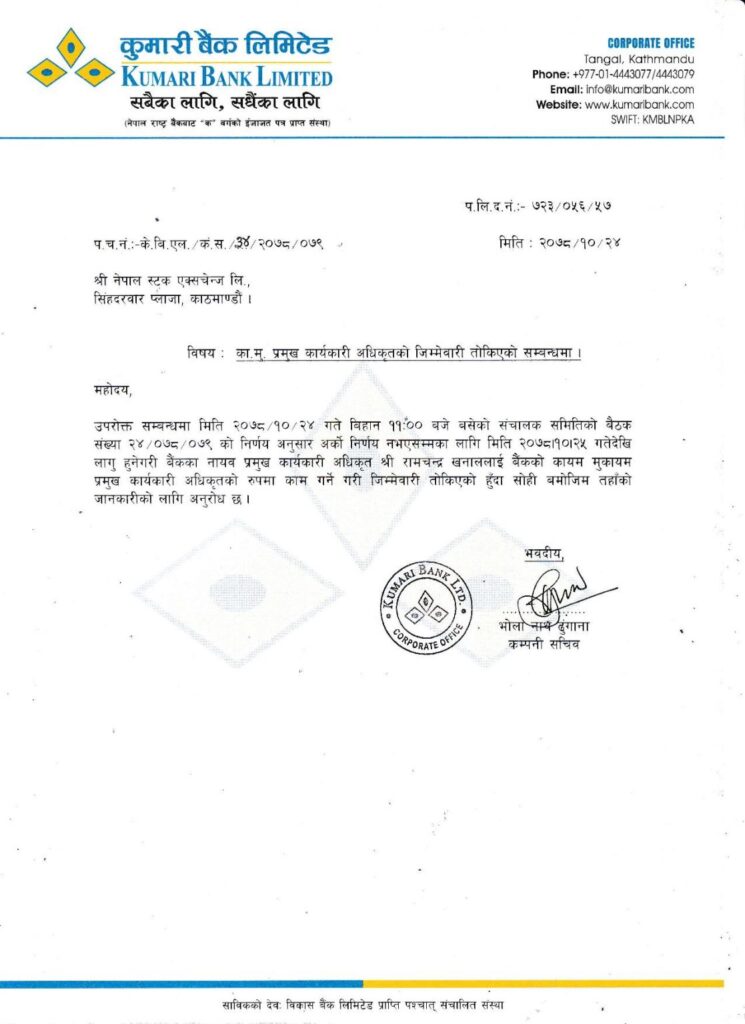 कुमारी बैंक लिमिटेड
KUMARI BANK LIMITED
सबैका लागि, सधैंका लागि
(नेपाल राष्ट्र बैंकबाट "क" वर्गको ईजाजत पत्र प्राप्त संस्था)
CORPORATE OFFICE
Tangal, Kathmandu
Phone: +977-01-4443077/4443079
Email: info@kumaribank.com
Website: www.kumaribank.com
SWIFT: KMBLNPKA
प.लि.द.नं.:- ७२३/०५६/५७
प.च.नं.:-के.वि.एल./कं.स./३४/२०७८/०७९
मिति : २०७८/१०/२४
श्री नेपाल स्टक एक्सचेन्ज लि.,
सिंहदरवार प्लाजा, काठमाण्डौं ।
विषय : का.मु. प्रमुख कार्यकारी अधिकृतको जिम्मेवारी तोकिएको सम्बन्धमा ।
महोदय,
उपरोक्त सम्बन्धमा मिति २०७८/१०/२४ गते बिहान ११:०० बजे बसेको संचालक समितिको बैठक
संख्या २४/०७८/०७९ को निर्णय अनुसार अर्को निर्णय नभएसम्मका लागि मिति २०७८।१०।२५ गतेदेखि
लागु हुनेगरी बैंकका नायव प्रमुख कार्यकारी अधिकृत श्री रामचन्द्र खनाललाई बैंकको कायम मुकायम
प्रमुख कार्यकारी अधिकृतको रुपमा काम गर्ने गरी जिम्मेवारी तोकिएको हुँदा सोही बमोजिम तहाँको
जानकारीको लागि अनुरोध छ ।
भवदीय,
KUMARI BANK LTD.
CORPORATE OFFICE
भोला नाथ ढुंगाना
कम्पनी सचिव
साविकको देवः विकास बैंक लिमिटेड प्राप्ति पश्चात् संचालित संस्था